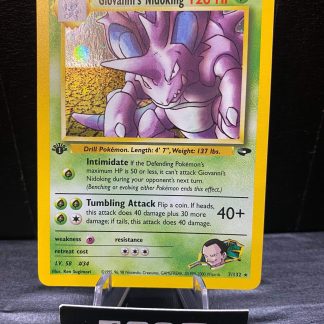 Giovanni's Nidoking 120 HP
Drill Pokémon. Length: 4' 7", Weight: 137 lbs.
Intimidate If the Defending Pokémon's
maximum HP is 50 or less, it can't attack Giovanni's
Nidoking during your opponent's next turn.
(Benching or evolving either Pokémon ends this effect.)
Tumbling Attack Flip a coin. If heads,
this attack does 40 damage plus 30 more
damage; if tails, this attack does 40 damage.
40+
weakness resistance
retreat cost
LV. 58 #34
Illus. Ken Sugimori
7/132 ★